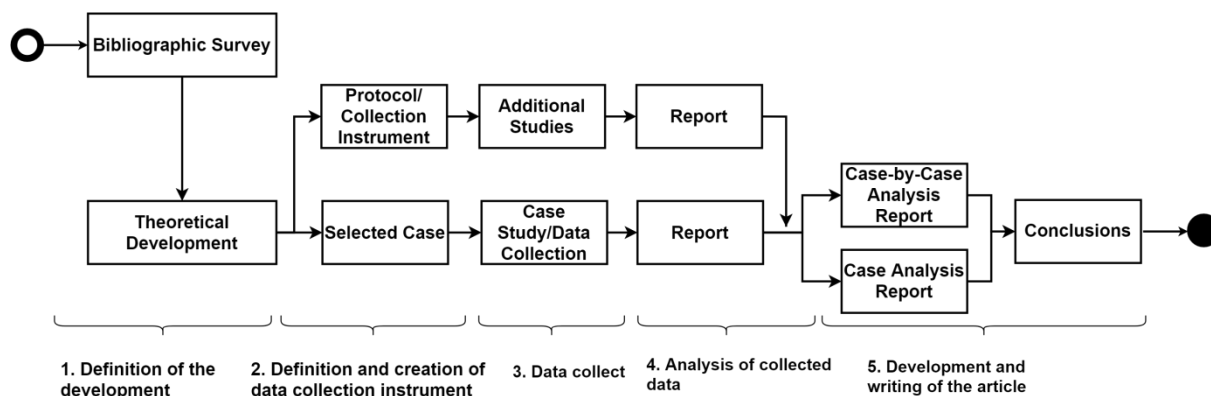 Bibliographic Survey
Protocol/
Collection
Instrument
Additional
Studies
Report
Theoretical
Development
Selected Case
Case
Study/Data
Collection
Report
Case-by-Case
Analysis
Report
Case Analysis
Report
Conclusions
1. Definition of the
development
2. Definition and creation of
data collection instrument
3. Data collect
4. Analysis of collected
data
5. Development and
writing of the article